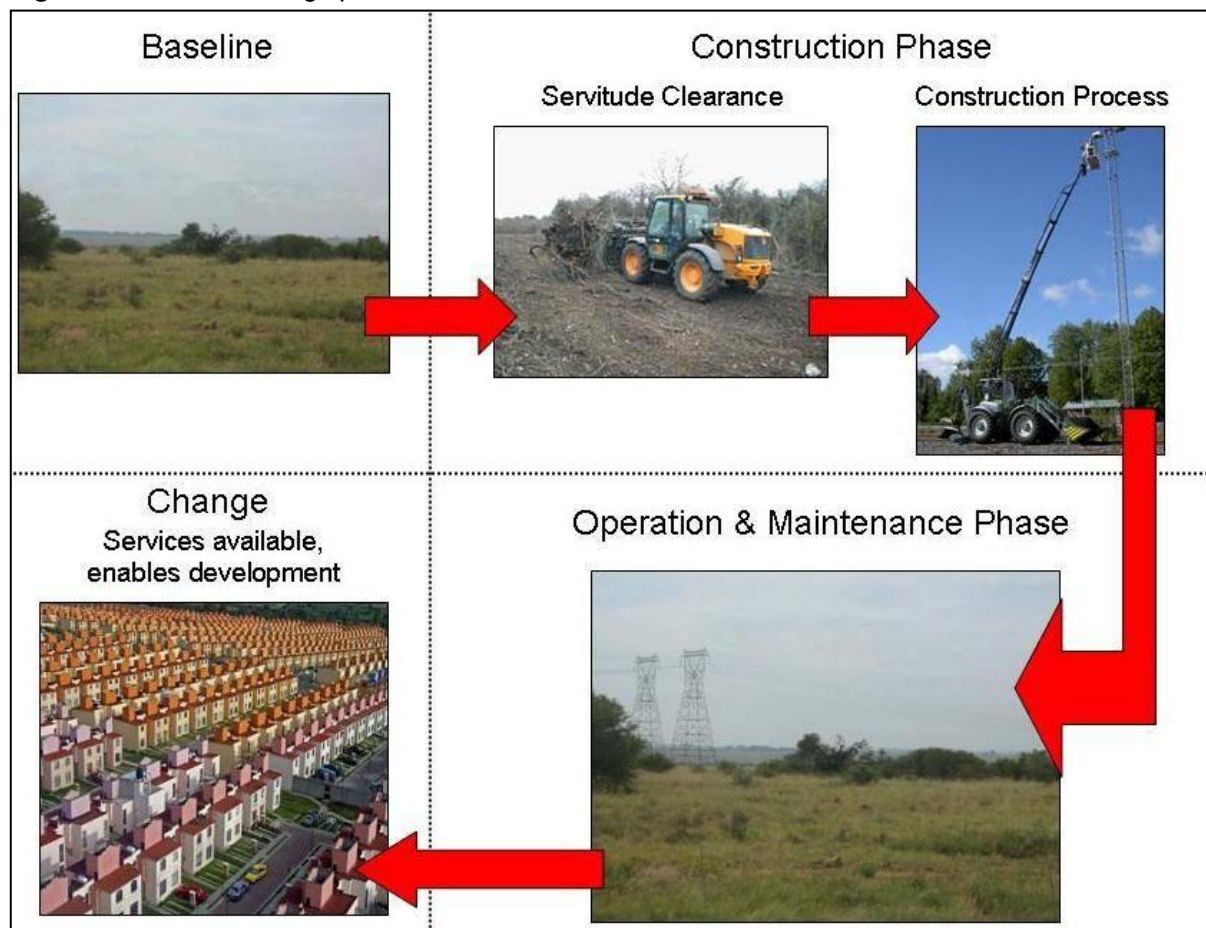 Baseline
Construction Phase
Servitude Clearance
Construction Process
Change
Services available,
enables development
Operation & Maintenance Phase